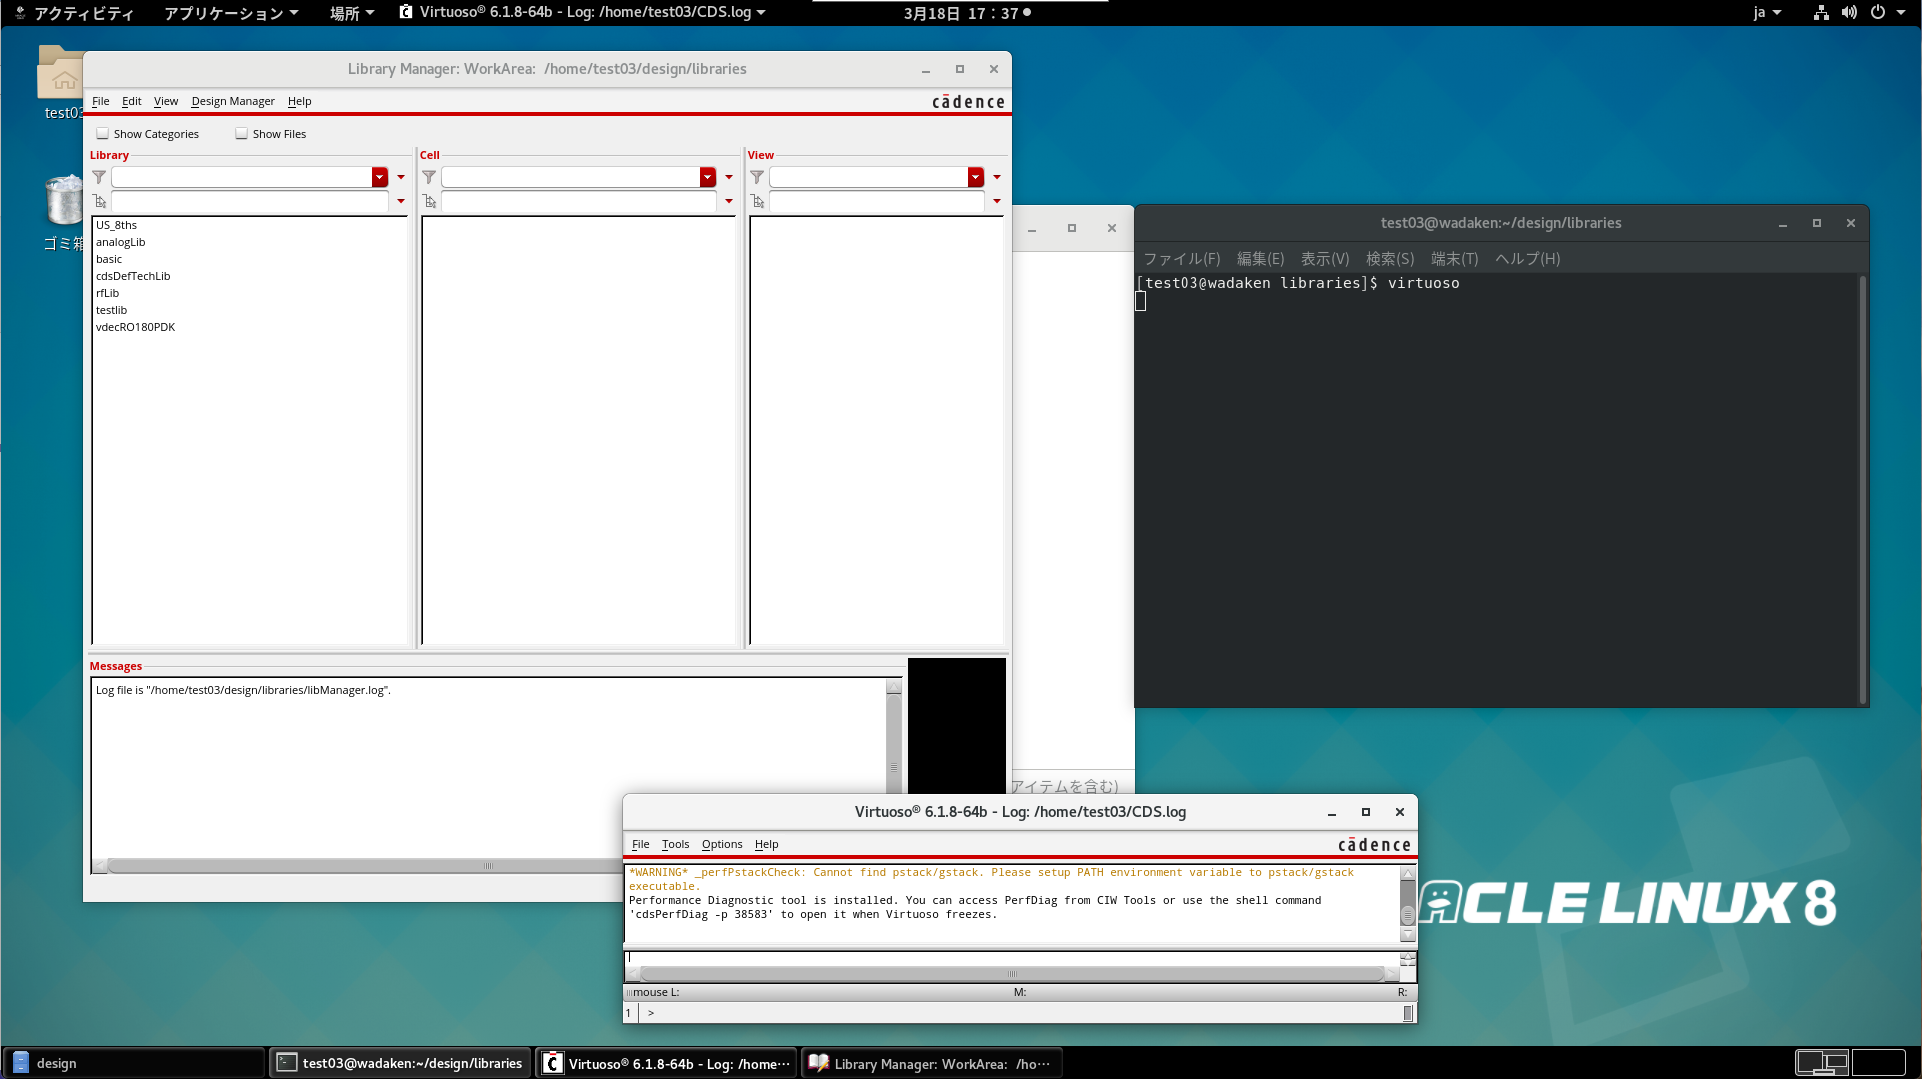 アクティビティ
アプリケーション
場所
Virtuoso® 6.1.8-64b - Log: /home/test03/CDS.log
3月18日 17：37
ja
test03
Library Manager: WorkArea: /home/test03/design/libraries
File Edit View Design Manager Help
cādence
Show Categories
Show Files
Library
Cell
View
US_8ths
analogLib
basic
cdsDefTechLib
rfLib
testlib
vdecRO180PDK
Messages
Log file is "/home/test03/design/libraries/libManager.log".
ゴミ箱
アイテムを含む)
test03@wadaken:~/design/libraries
ファイル(F) 編集(E) 表示(V) 検索(S) 端末(T) ヘルプ(H)
[test03@wadaken libraries]$ virtuoso
Virtuoso® 6.1.8-64b - Log: /home/test03/CDS.log
File Tools Options Help
cādence
*WARNING* _perfPstackCheck: Cannot find pstack/gstack. Please setup PATH environment variable to pstack/gstack
executable.
Performance Diagnostic tool is installed. You can access PerfDiag from CIW Tools or use the shell command
'cdsPerfDiag -p 38583' to open it when Virtuoso freezes.
mouse L:
M:
R:
1 >
ACLE LINUX 8
design
test03@wadaken:~/design/libraries
Virtuoso® 6.1.8-64b - Log: /home···
Library Manager: WorkArea: /ho···